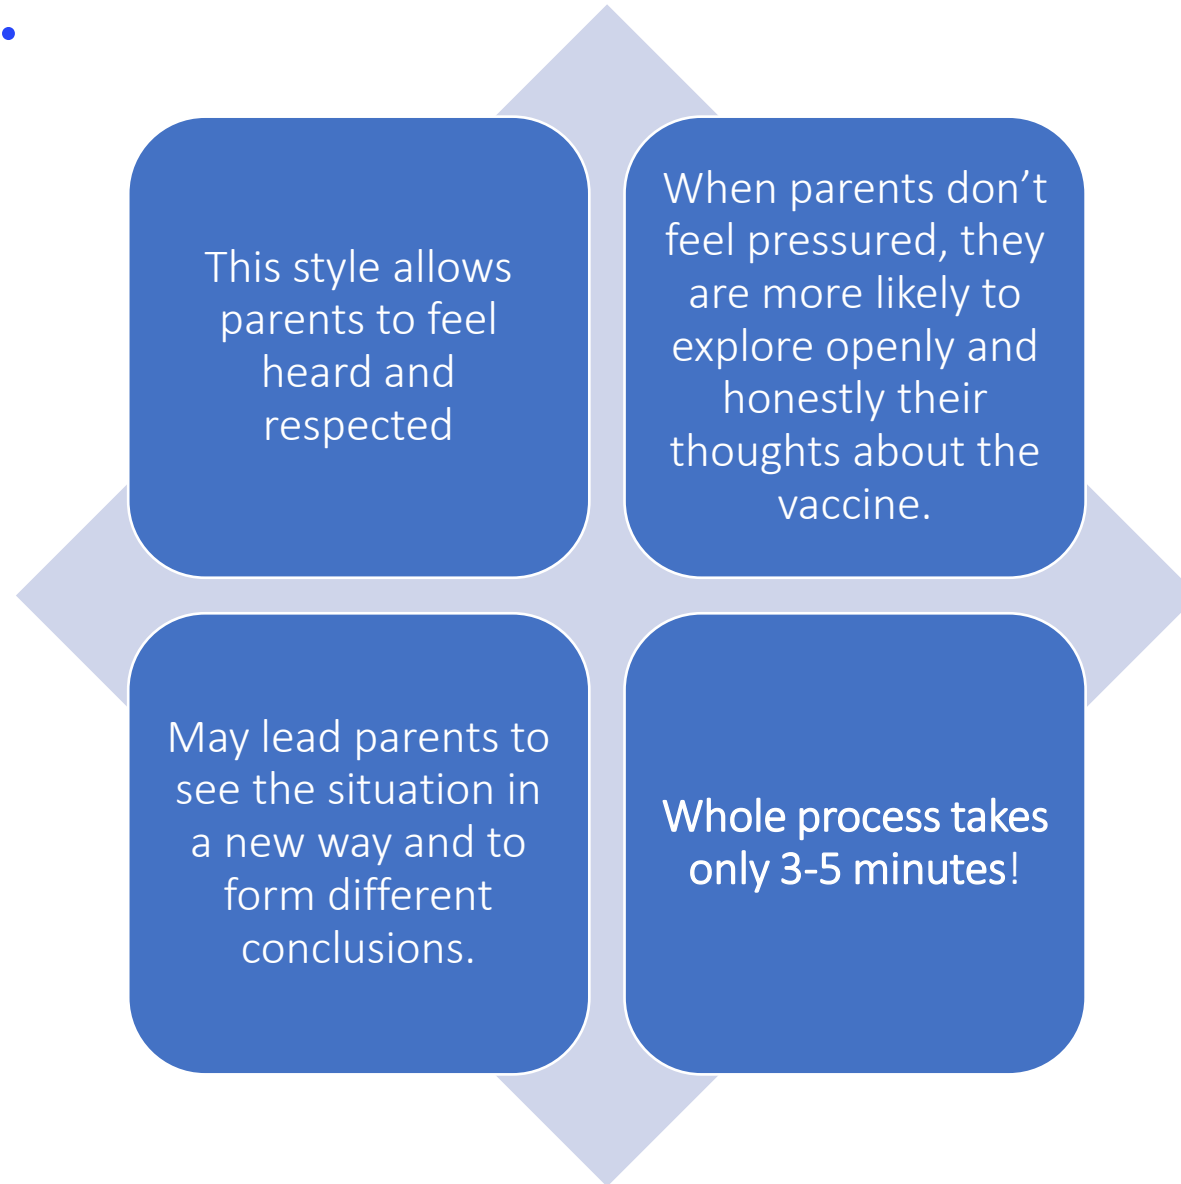 This style allows
parents to feel
heard and
respected
When parents don’t
feel pressured, they
are more likely to
explore openly and
honestly their
thoughts about the
vaccine.
May lead parents to
see the situation in
a new way and to
form different
conclusions.
Whole process takes
only 3-5 minutes!